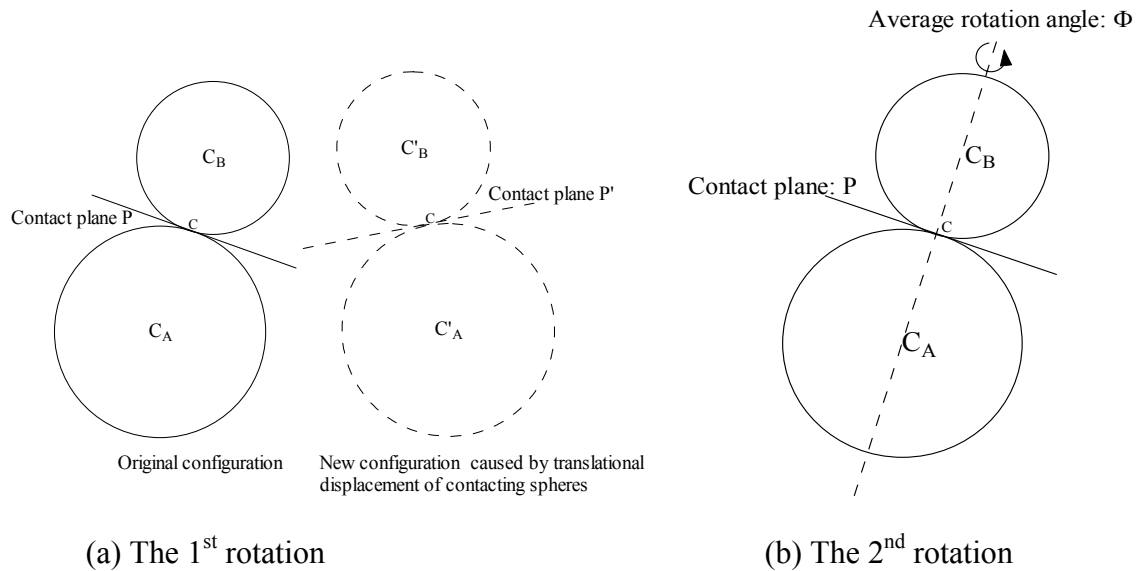 C_B
Contact plane P
C
C_A
Original configuration
C'_B
Contact plane P'
C
C'_A
New configuration caused by translational
displacement of contacting spheres
(a) The 1st rotation
Average rotation angle: Φ
C_B
Contact plane: P
C
C_A
(b) The 2nd rotation